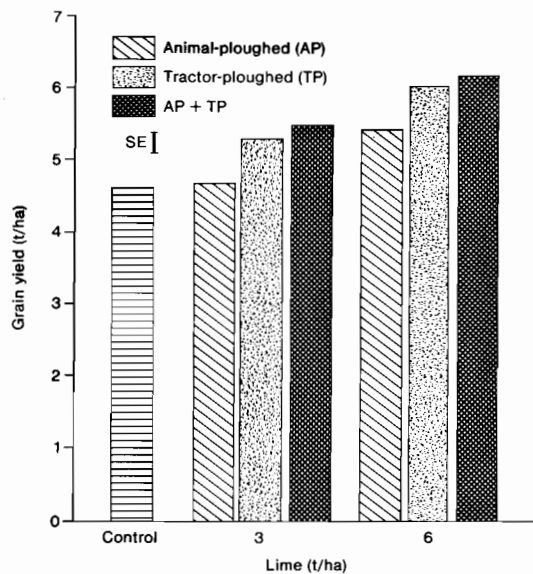 7
6
5
4
3
2
1
0
Grain yield (t/ha)
Animal-ploughed (AP)
Tractor-ploughed (TP)
AP + TP
SE
Control
3
6
Lime (t/ha)